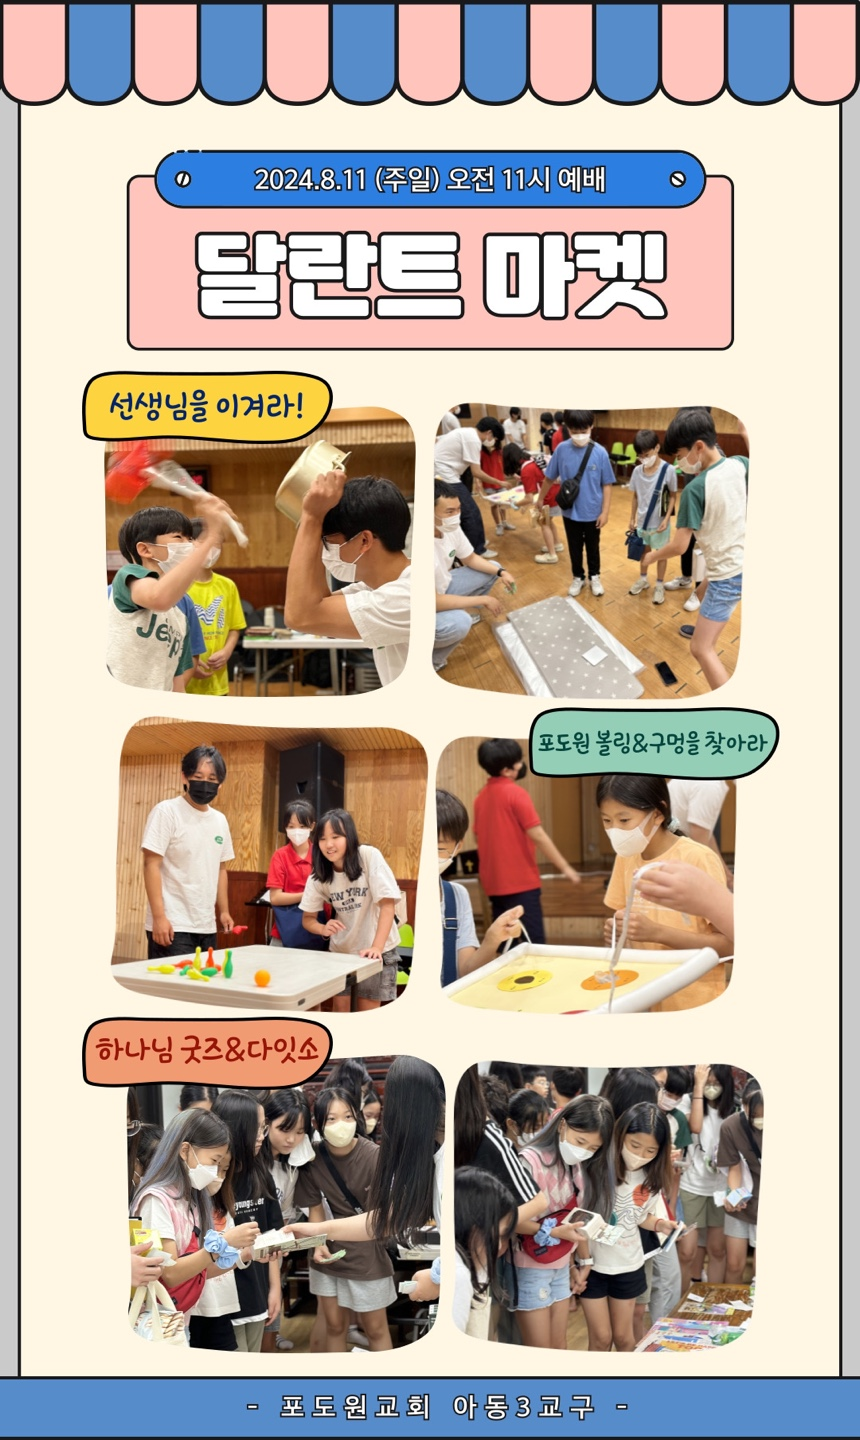 2024.8.11 (주일) 오전 11시 예배
달란트 마켓
선생님을 이겨라!
포도원 볼링&구멍을 찾아라
NEW YORK
하나님 굿즈&다잇소
- 포도원교회 아동3교구 -